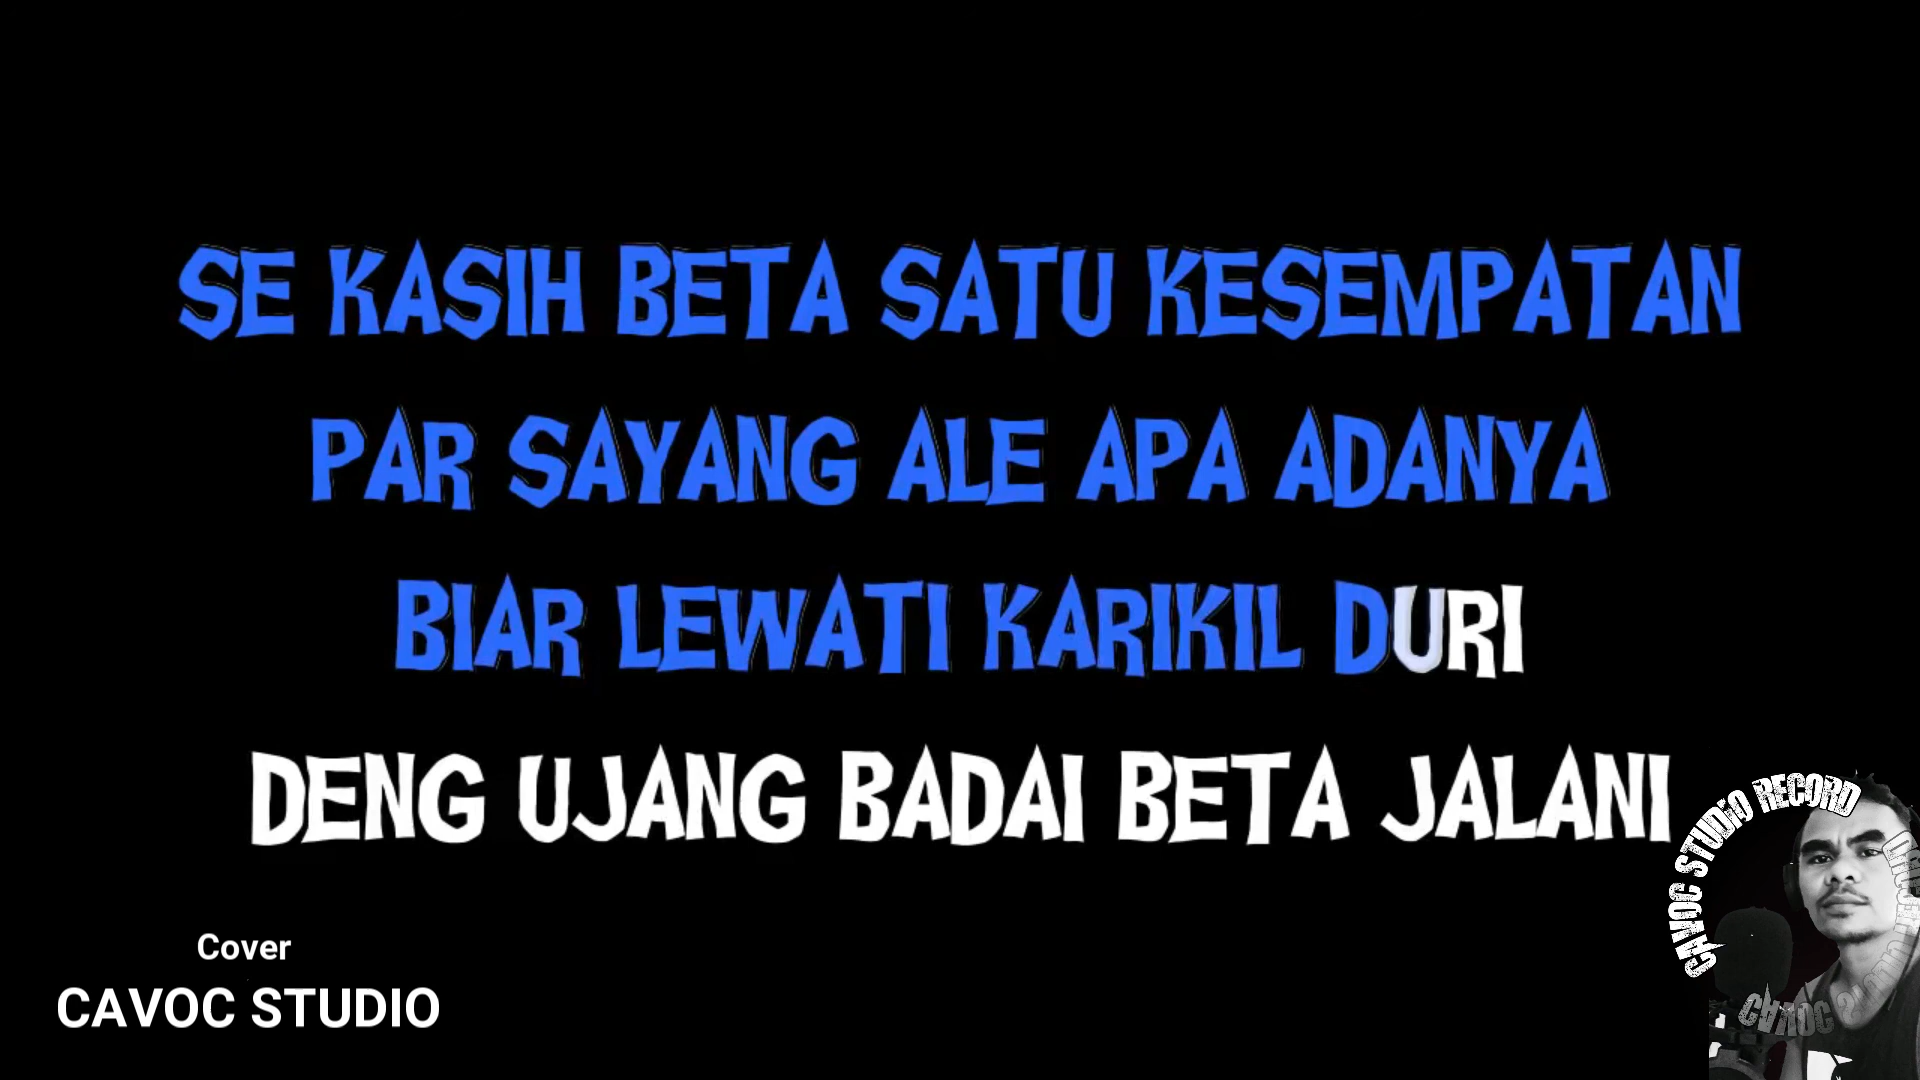 SE KASIH BETA SATU KESEMPATAN
PAR SAYANG ALE APA ADANYA
BIAR LEWATI KARIKIL DURI
DENG UJANG BADAI BETA JALANI
Cover
CAVOC STUDIO
CAVOC STUDIO RECORD